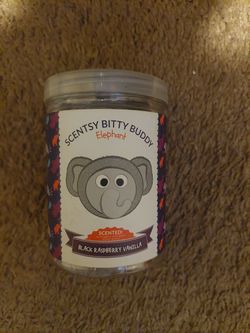 SCENTSY BITTY BUDDY
Elephant
SCENTED!
BLACK RASPBERRY VANILLA